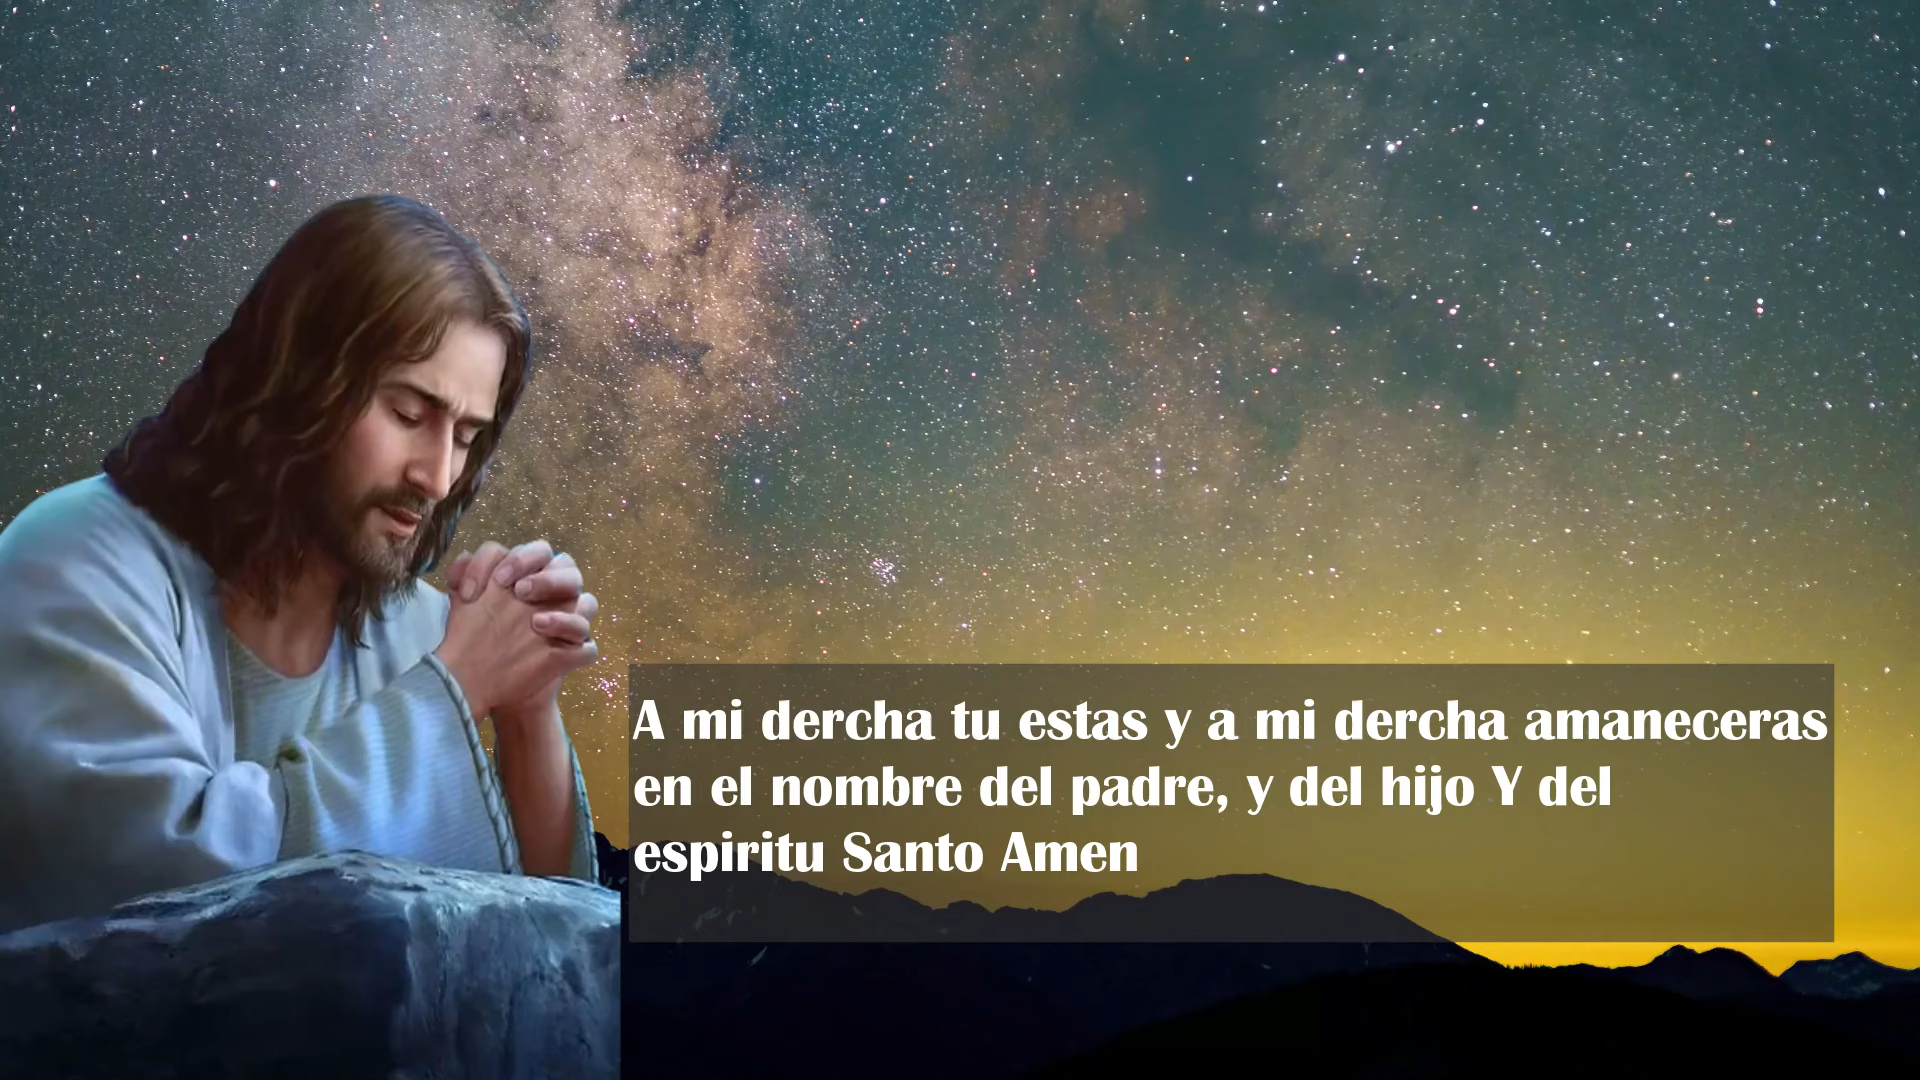 A mi dercha tu estas y a mi dercha amaneceras
en el nombre del padre, y del hijo Y del
espiritu Santo Amen